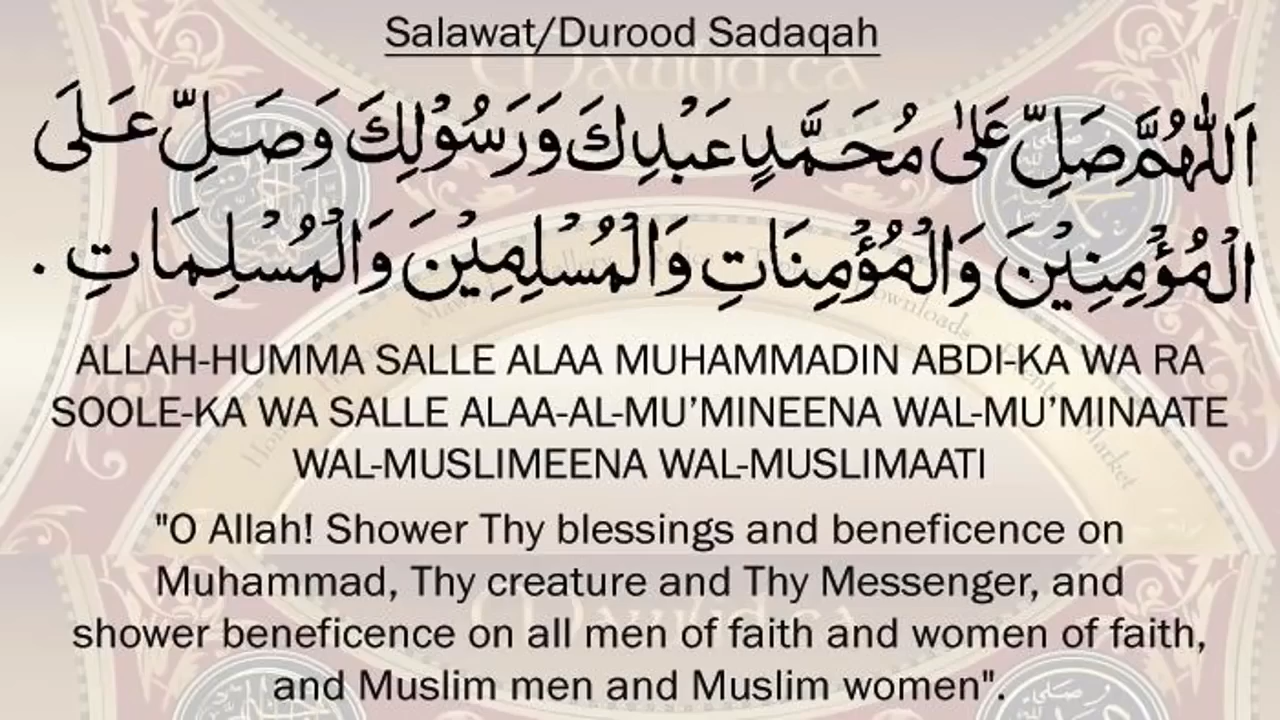 Salawat/Durood Sadaqah
اَللّٰهُمَّ صَلِّ عَلٰى مُحَمَّدٍ عَبْدِكَ وَرَسُوْلِكَ وَصَلِّ عَلَى
الْمُؤْمِنِيْنَ وَالْمُؤْمِنَاتِ وَالْمُسْلِمِيْنَ وَالْمُسْلِمَاتِ .
ALLAH-HUMMA SALLE ALAA MUHAMMADIN ABDI-KA WA RA
SOOLE-KA WA SALLE ALAA-AL-MU’MINEENA WAL-MU’MINAATE
WAL-MUSLIMEENA WAL-MUSLIMAATI
"O Allah! Shower Thy blessings and beneficence on
Muhammad, Thy creature and Thy Messenger, and
shower beneficence on all men of faith and women of faith,
and Muslim men and Muslim women".